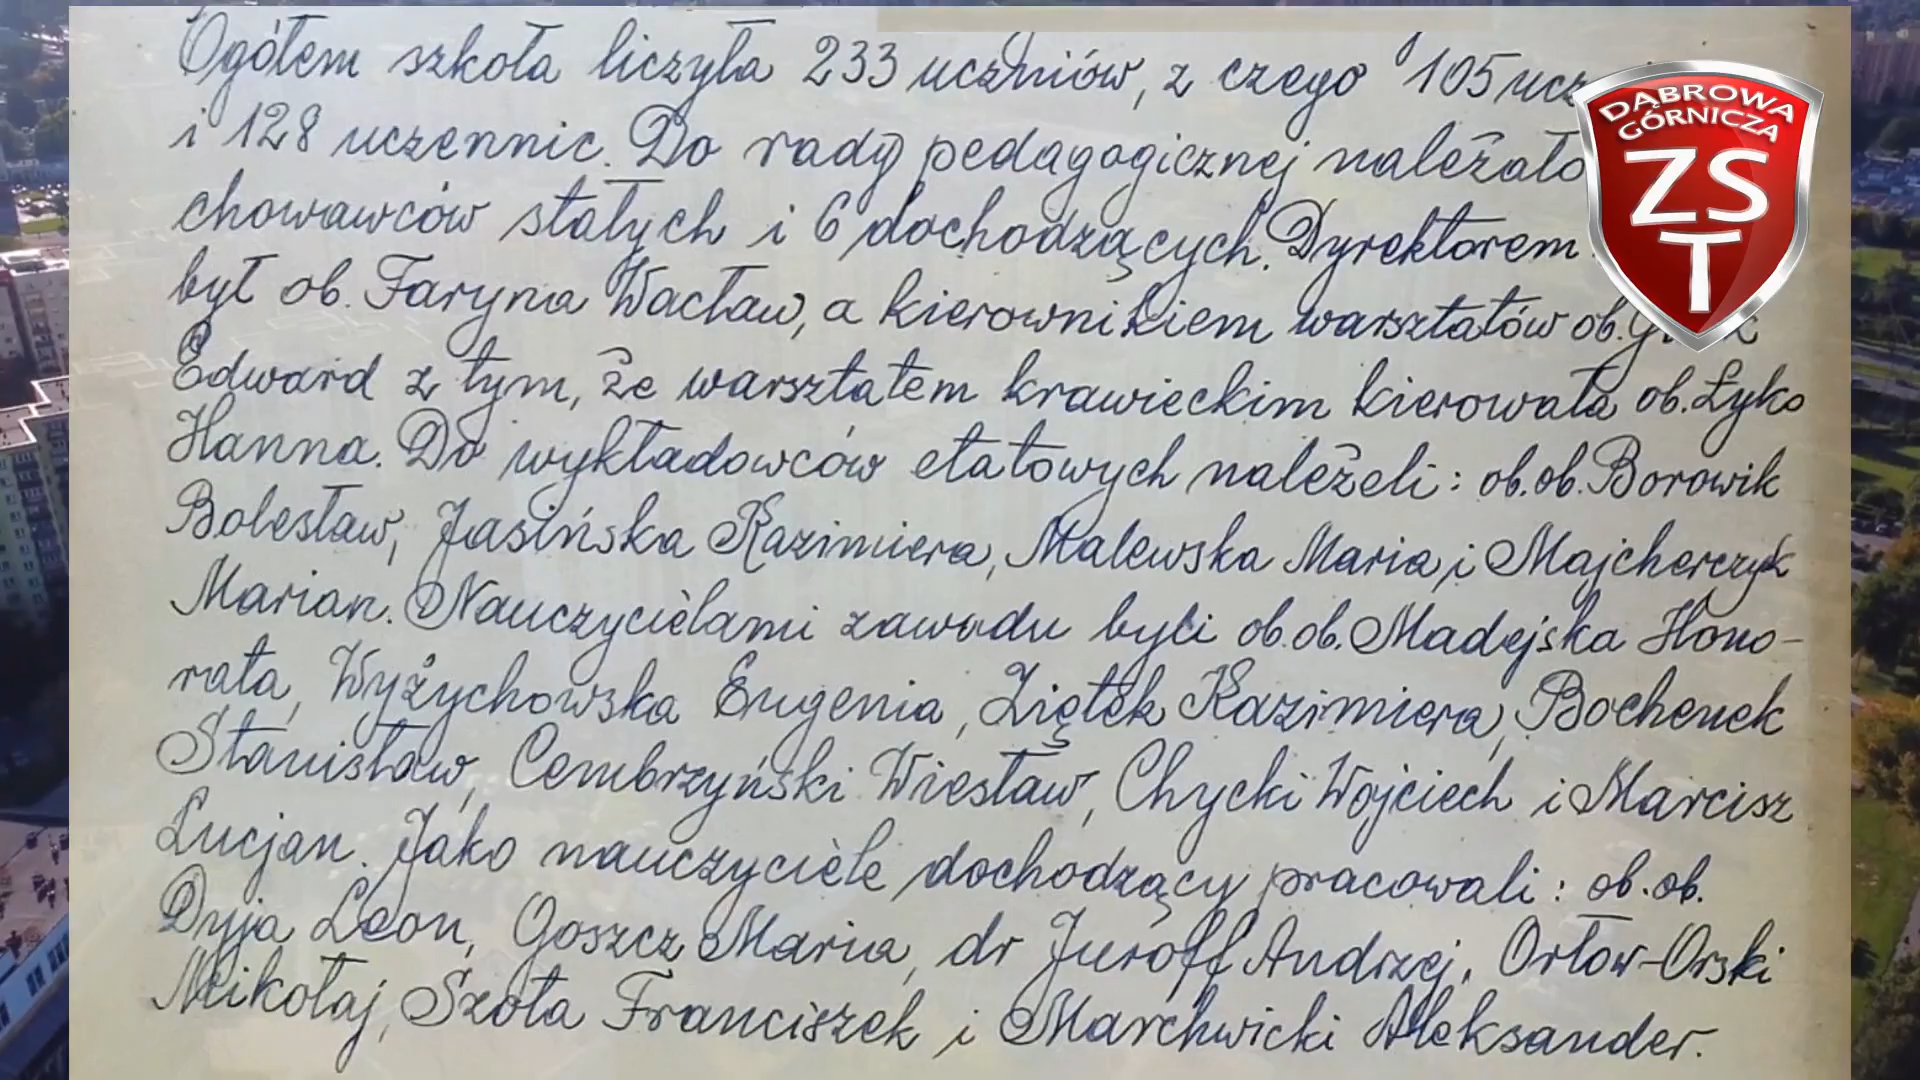 Ogółem szkoła liczyła 233 uczniów, z czego 105
i 128 uczennic. Do rady pedagogicznej należało
chowawców stałych i 6 dochodzących. Dyrektorem
był ob. Faryna Wacław, a kierownikiem warsztatów ob.
Edward z tym, że warsztatem krawieckim kierowała ob. Łyko
Hanna. Do wykładowców etatowych należeli: ob.ob. Borowik
Bolesław, Jasińska Kazimiera, Malewska Maria i Majcherczyk
Marian. Nauczycielami zawodu byli ob.ob. Madejska Hono-
rata, Wyżychowska Eugenia, Ziętek Kazimiera, Bochenek
Stanisław, Cembrzyński Wiesław, Chycki Wojciech i Marcisz
Lucjan. Jako nauczyciele dochodzący pracowali: ob.ob.
Dyja Leon, Goszcz Maria, dr Juroff Andrzej, Orłow-Orski
Mikołaj, Szota Franciszek i Marchwicki Aleksander.
DĄBROWA
GÓRNICZA
ZS
T